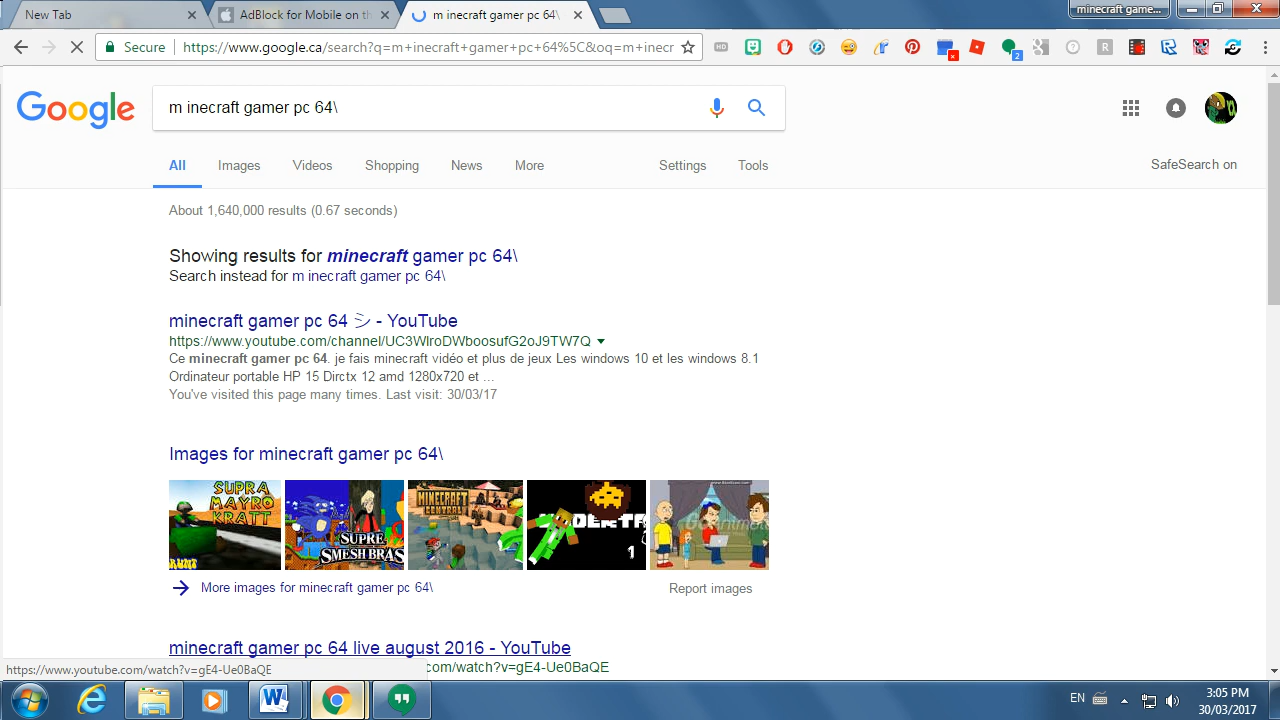 New Tab
AdBlock for Mobile on th
m inecraft gamer pc 64\
minecraft game...
Secure
https://www.google.ca/search?q=m+inecraft+gamer+pc+64%5C&oq=m+inecr
HD
R
2
Google
m inecraft gamer pc 64\
All
Images
Videos
Shopping
News
More
Settings
Tools
SafeSearch on
About 1,640,000 results (0.67 seconds)
Showing results for minecraft gamer pc 64\
Search instead for m inecraft gamer pc 64\
minecraft gamer pc 64 シ - YouTube
https://www.youtube.com/channel/UC3WlroDWboosufG2oJ9TW7Q
Ce minecraft gamer pc 64. je fais minecraft vidéo et plus de jeux Les windows 10 et les windows 8.1
Ordinateur portable HP 15 Dirctx 12 amd 1280x720 et ...
You've visited this page many times. Last visit: 30/03/17
Images for minecraft gamer pc 64\
SUPRA
MAYRO
KRATT
SUPRE
SMESH BRAS
MINECRAFT
CENTRAL
1
More images for minecraft gamer pc 64\
Report images
minecraft gamer pc 64 live august 2016 - YouTube
com/watch?v=gE4-Ue0BaQE
https://www.youtube.com/watch?v=gE4-Ue0BaQE
EN
3:05 PM
30/03/2017